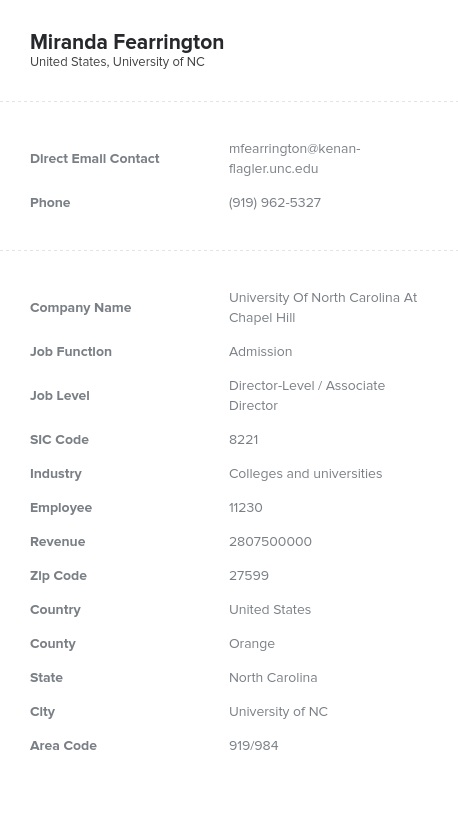 Miranda Fearrington
United States, University of NC
Direct Email Contact
mfearrington@kenan-
flagler.unc.edu
Phone
(919) 962-5327
Company Name
University Of North Carolina At
Chapel Hill
Job Function
Admission
Job Level
Director-Level / Associate
Director
SIC Code
8221
Industry
Colleges and universities
Employee
11230
Revenue
2807500000
Zip Code
27599
Country
United States
County
Orange
State
North Carolina
City
University of NC
Area Code
919/984